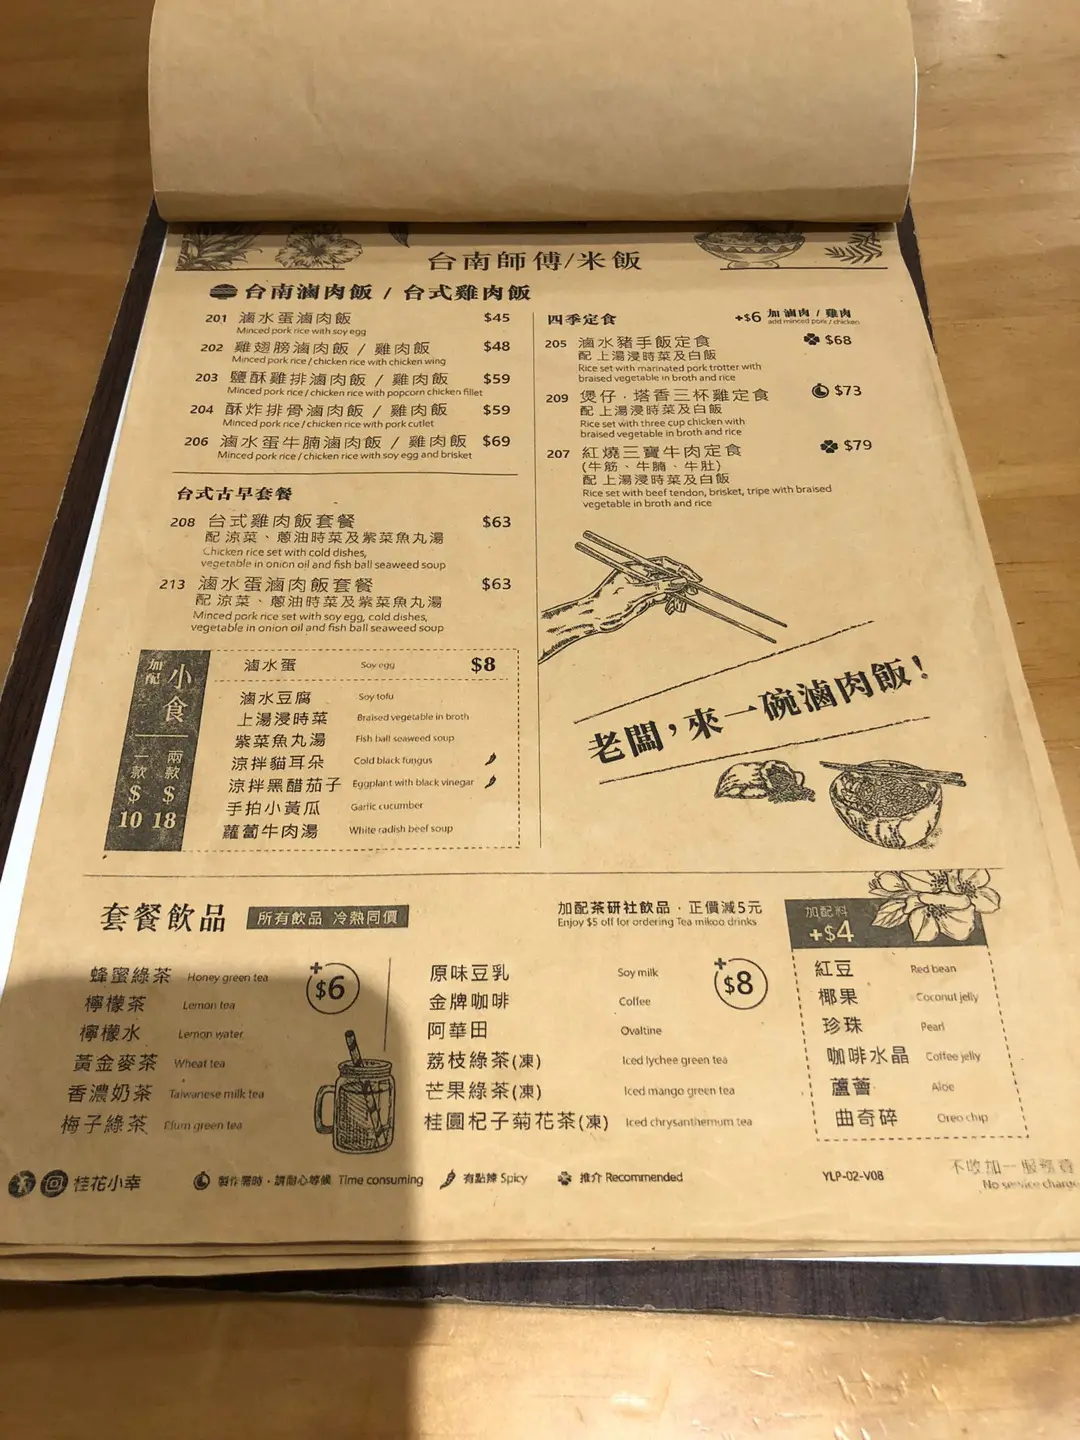 台南師傅/米飯
台南滷肉飯 / 台式雞肉飯
201 滷水蛋滷肉飯 $45
Minced pork rice with soy egg
202 雞翅膀滷肉飯 / 雞肉飯 $48
Minced pork rice / chicken rice with chicken wing
203 鹽酥雞排滷肉飯 / 雞肉飯 $59
Minced pork rice / chicken rice with popcorn chicken fillet
204 酥炸排骨滷肉飯 / 雞肉飯 $59
Minced pork rice / chicken rice with pork cutlet
206 滷水蛋牛腩滷肉飯 / 雞肉飯 $69
Minced pork rice / chicken rice with soy egg and brisket
台式古早套餐
208 台式雞肉飯套餐 $63
配 涼菜、蔥油時菜及紫菜魚丸湯
Chicken rice set with cold dishes,
vegetable in onion oil and fish ball seaweed soup
213 滷水蛋滷肉飯套餐 $63
配 涼菜、蔥油時菜及紫菜魚丸湯
Minced pork rice set with soy egg, cold dishes,
vegetable in onion oil and fish ball seaweed soup
四季定食 +$6 加 滷肉 / 雞肉
add minced pork / chicken
205 滷水豬手飯定食 $68
配 上湯浸時菜及白飯
Rice set with marinated pork trotter with
braised vegetable in broth and rice
209 煲仔 · 塔香三杯雞定食 $73
配 上湯浸時菜及白飯
Rice set with three cup chicken with
braised vegetable in broth and rice
207 紅燒三寶牛肉定食 $79
(牛筋、牛腩、牛肚)
配 上湯浸時菜及白飯
Rice set with beef tendon, brisket, tripe with braised
vegetable in broth and rice
加配 小食
一款 $10
兩款 $18
滷水蛋 Soy egg $8
滷水豆腐 Soy tofu
上湯浸時菜 Braised vegetable in broth
紫菜魚丸湯 Fish ball seaweed soup
涼拌貓耳朵 Cold black fungus
涼拌黑醋茄子 Eggplant with black vinegar
手拍小黃瓜 Garlic cucumber
蘿蔔牛肉湯 White radish beef soup
老闆，來一碗滷肉飯！
套餐飲品 所有飲品 冷熱同價
+$6
蜂蜜綠茶 Honey green tea
檸檬茶 Lemon tea
檸檬水 Lemon water
黃金麥茶 Wheat tea
香濃奶茶 Taiwanese milk tea
梅子綠茶 Plum green tea
加配茶研社飲品 · 正價減5元
Enjoy $5 off for ordering Tea mikoo drinks
+$8
原味豆乳 Soy milk
金牌咖啡 Coffee
阿華田 Ovaltine
荔枝綠茶(凍) Iced lychee green tea
芒果綠茶(凍) Iced mango green tea
桂圓杞子菊花茶(凍) Iced chrysanthemum tea
加配料
+$4
紅豆 Red bean
椰果 Coconut jelly
珍珠 Pearl
咖啡水晶 Coffee jelly
蘆薈 Aloe
曲奇碎 Oreo chip
桂花小幸 製作需時，請耐心等候 Time consuming 有點辣 Spicy 推介 Recommended YLP-02-V08
不收加一服務費
No service charge